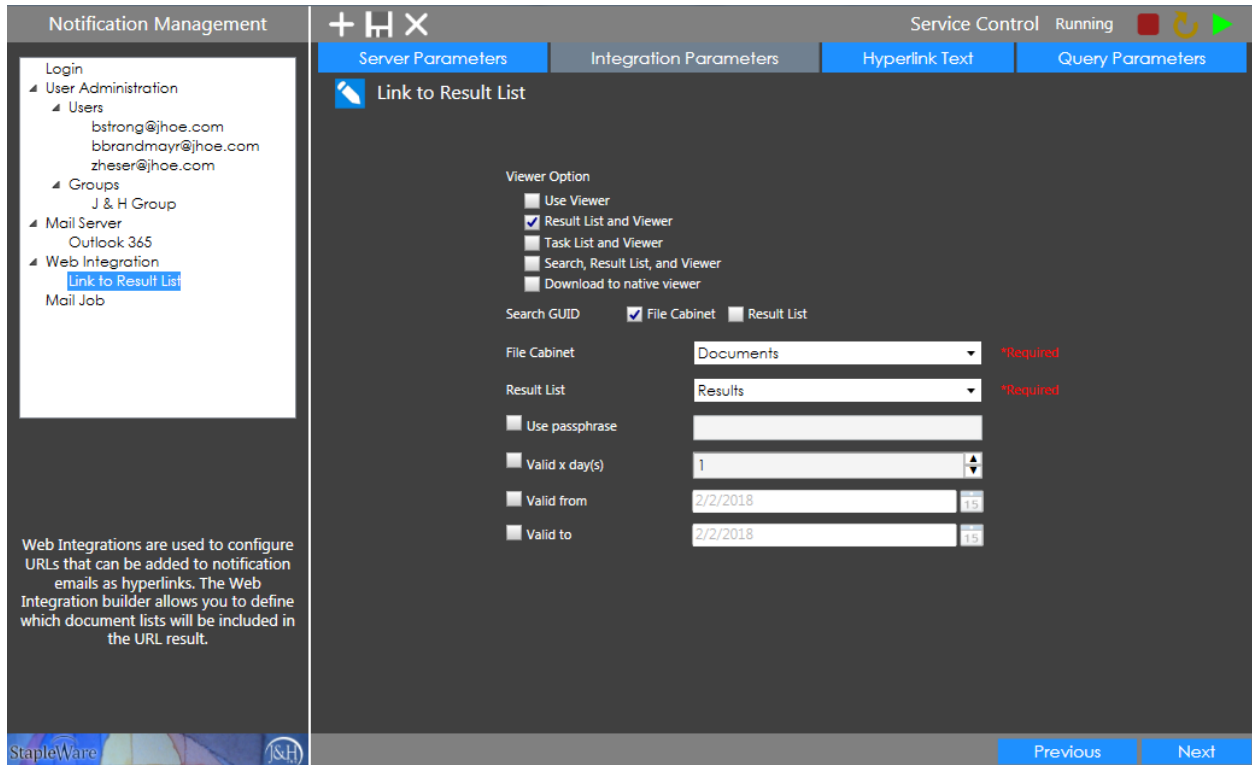 Notification Management
Service Control Running
Server Parameters
Integration Parameters
Hyperlink Text
Query Parameters
Login
User Administration
Users
bstrong@jhoe.com
bbrandmayr@jhoe.com
zheser@jhoe.com
Groups
J & H Group
Mail Server
Outlook 365
Web Integration
Link to Result List
Mail Job
Web Integrations are used to configure
URLs that can be added to notification
emails as hyperlinks. The Web
Integration builder allows you to define
which document lists will be included in
the URL result.
StapleWare
J&H
Link to Result List
Viewer Option
Use Viewer
Result List and Viewer
Task List and Viewer
Search, Result List, and Viewer
Download to native viewer
Search GUID File Cabinet Result List
File Cabinet Documents *Required
Result List Results *Required
Use passphrase
Valid x day(s) 1
Valid from 2/2/2018 15
Valid to 2/2/2018 15
Previous Next